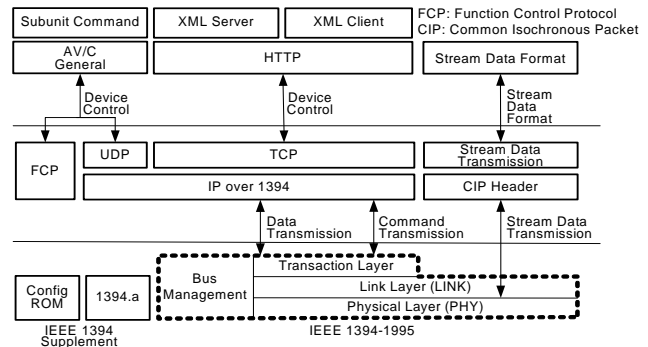 Subunit Command
XML Server
XML Client
FCP: Function Control Protocol
CIP: Common Isochronous Packet
AV/C
General
HTTP
Stream Data Format
Device
Control
Device
Control
Stream
Data
Format
FCP
UDP
TCP
Stream Data
Transmission
IP over 1394
CIP Header
Data
Transmission
Command
Transmission
Stream Data
Transmission
Config
ROM
1394.a
Bus
Management
Transaction Layer
Link Layer (LINK)
Physical Layer (PHY)
IEEE 1394
Supplement
IEEE 1394-1995